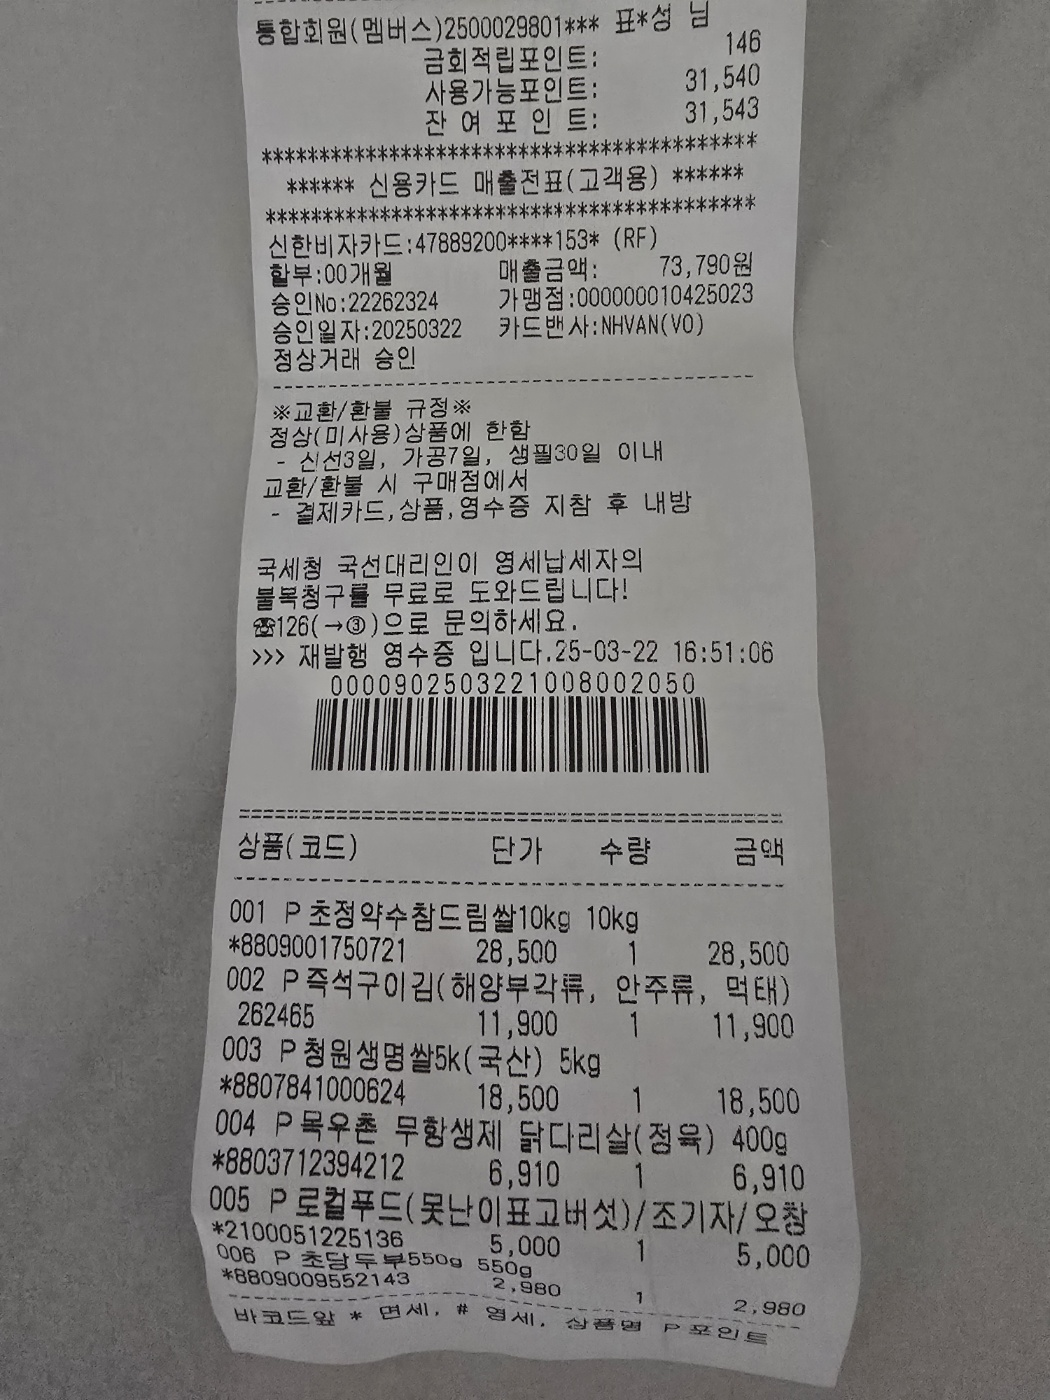 통합회원(멤버스)2500029801*** 표*성 님
금회적립포인트: 146
사용가능포인트: 31,540
잔 여 포 인 트: 31,543
******************************************
****** 신용카드 매출전표(고객용) ******
******************************************
신한비자카드:47889200****153* (RF)
할부:00개월 매출금액: 73,790원
승인No:22262324 가맹점:000000010425023
승인일자:20250322 카드밴사:NHVAN(VO)
정상거래 승인
※교환/환불 규정※
정상(미사용)상품에 한함
- 신선3일, 가공7일, 생필30일 이내
교환/환불 시 구매점에서
- 결제카드,상품,영수증 지참 후 내방
국세청 국선대리인이 영세납세자의
불복청구를 무료로 도와드립니다!
☎126(→③)으로 문의하세요.
>>> 재발행 영수증 입니다.25-03-22 16:51:06
0000902503221008002050
상품(코드) 단가 수량 금액
001 P 초정약수참드림쌀10kg 10kg
*8809001750721 28,500 1 28,500
002 P 즉석구이김(해양부각류, 안주류, 먹태)
262465 11,900 1 11,900
003 P 청원생명쌀5k(국산) 5kg
*8807841000624 18,500 1 18,500
004 P 목우촌 무항생제 닭다리살(정육) 400g
*8803712394212 6,910 1 6,910
005 P 로컬푸드(못난이표고버섯)/조기자/오창
*2100051225136 5,000 1 5,000
006 P 초당두부550g 550g
*8809009552143 2,980 1 2,980
바코드앞 * 면세, # 영세, 상품명 P 포인트